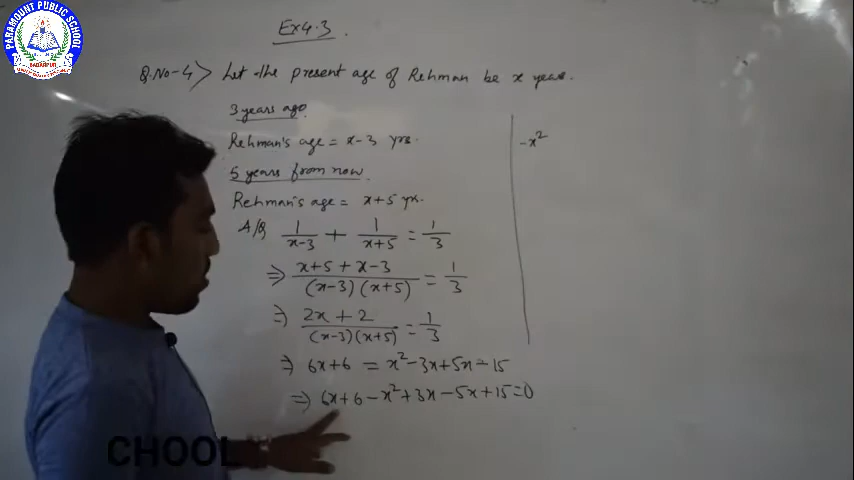 PARAMOUNT PUBLIC SCHOOL
BADARPUR
Ex4.3.
Q.No-4> Let the present age of Rehman be x years.
3 years ago.
Rehman's age = x-3 yrs.
5 years from now.
Rehman's age = x+5 yrs.
A/Q 1/(x-3) + 1/(x+5) = 1/3
⇒ (x+5+x-3)/((x-3)(x+5)) = 1/3
⇒ (2x+2)/((x-3)(x+5)) = 1/3
⇒ 6x+6 = x²-3x+5x-15
⇒ 6x+6-x²+3x-5x+15=0
-x²
CHOOL